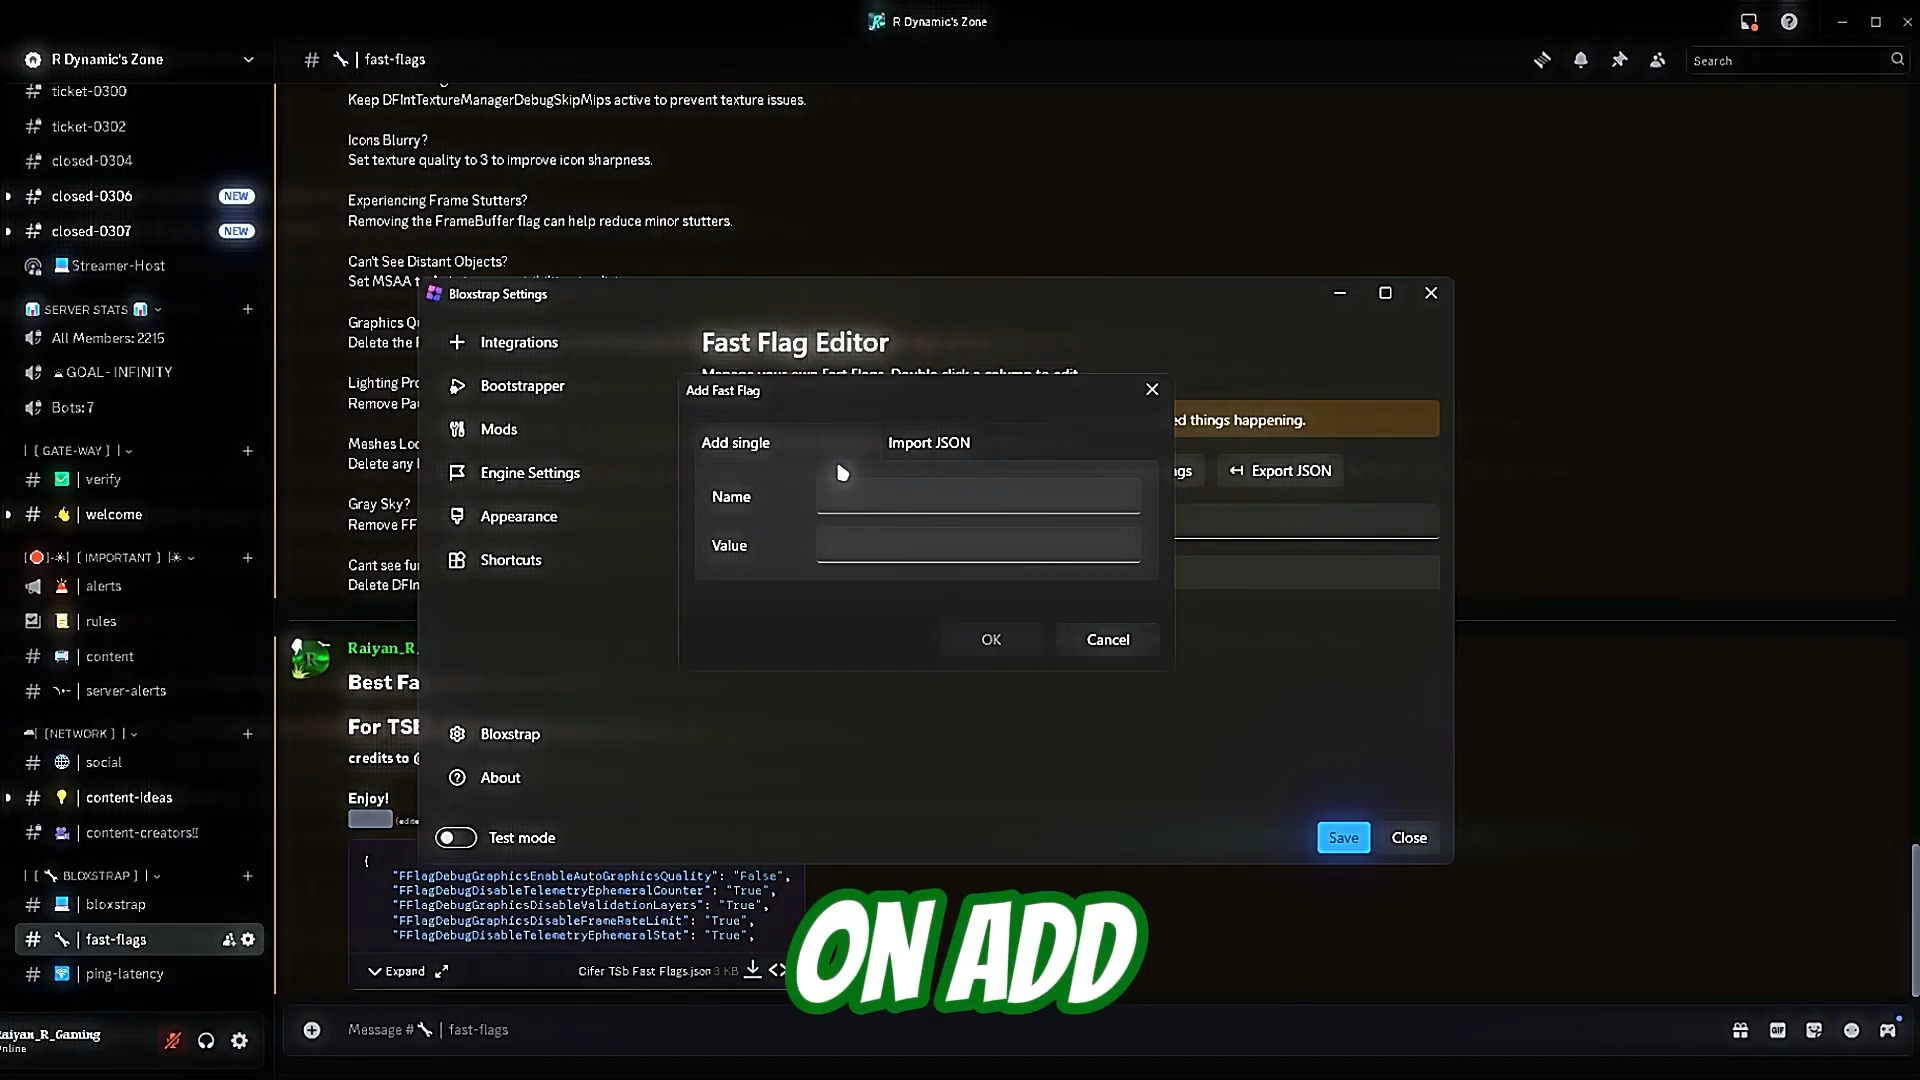 R Dynamic's Zone
R Dynamic's Zone
ticket-0300
ticket-0302
closed-0304
closed-0306
NEW
closed-0307
NEW
Streamer-Host
SERVER STATS
All Members: 2215
GOAL- INFINITY
Bots: 7
| [ GATE-WAY ] |
| verify
| welcome
[ IMPORTANT ]
| alerts
| rules
| content
| server-alerts
[NETWORK ] |
| social
| content-ideas
| content-creators!!
| [ BLOXSTRAP ] |
| bloxstrap
| fast-flags
| ping-latency
Raiyan_R_Gaming
Online
# | fast-flags
Search
Keep DFIntTextureManagerDebugSkipMips active to prevent texture issues.
Icons Blurry?
Set texture quality to 3 to improve icon sharpness.
Experiencing Frame Stutters?
Removing the FrameBuffer flag can help reduce minor stutters.
Can't See Distant Objects?
Set MSAA t
Graphics Qu
Delete the
Lighting Pro
Remove Pa
Meshes Loo
Delete any
Gray Sky?
Remove FF
Cant see fur
Delete DFIn
Raiyan_R_
Best Fa
For TSB
credits to
Enjoy!
{
"FFlagDebugGraphicsEnableAutoGraphicsQuality": "False",
"FFlagDebugDisableTelemetryEphemeralCounter": "True",
"FFlagDebugGraphicsDisableValidationLayers": "True",
"FFlagDebugGraphicsDisableFrameRateLimit": "True",
"FFlagDebugDisableTelemetryEphemeralStat": "True",
Expand
Cifer TSb Fast Flags.json 3 KB
Message # | fast-flags
GIF
Bloxstrap Settings
Integrations
Bootstrapper
Mods
Engine Settings
Appearance
Shortcuts
Bloxstrap
About
Test mode
Fast Flag Editor
Manage your own Fast Flags. Double click a column to edit.
ed things happening.
gs
Export JSON
Save
Close
Add Fast Flag
Add single
Import JSON
Name
Value
OK
Cancel
ON ADD